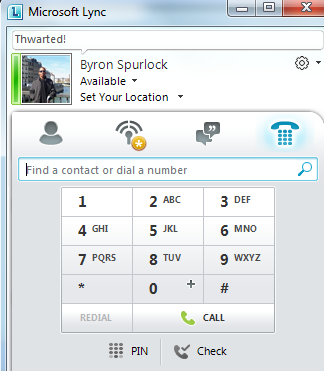 Microsoft Lync
Thwarted!
Byron Spurlock
Available
Set Your Location
Find a contact or dial a number
1 2 ABC 3 DEF
4 GHI 5 JKL 6 MNO
7 PQRS 8 TUV 9 WXYZ
* 0 + #
REDIAL CALL
PIN Check